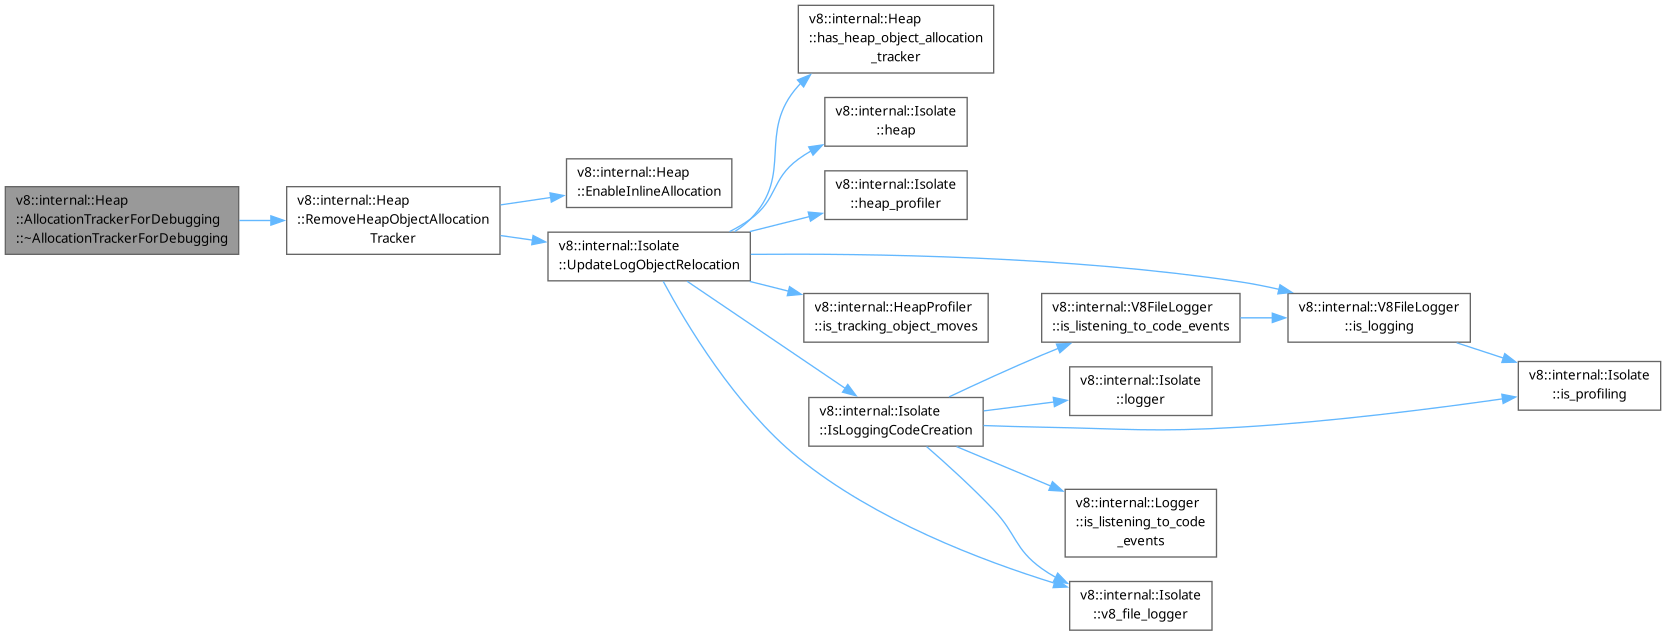 v8::internal::Heap
::AllocationTrackerForDebugging
::~AllocationTrackerForDebugging
v8::internal::Heap
::RemoveHeapObjectAllocation
Tracker
v8::internal::Heap
::EnableInlineAllocation
v8::internal::Isolate
::UpdateLogObjectRelocation
v8::internal::Heap
::has_heap_object_allocation
_tracker
v8::internal::Isolate
::heap
v8::internal::Isolate
::heap_profiler
v8::internal::HeapProfiler
::is_tracking_object_moves
v8::internal::Isolate
::IsLoggingCodeCreation
v8::internal::V8FileLogger
::is_listening_to_code_events
v8::internal::Isolate
::logger
v8::internal::Logger
::is_listening_to_code
_events
v8::internal::Isolate
::v8_file_logger
v8::internal::V8FileLogger
::is_logging
v8::internal::Isolate
::is_profiling